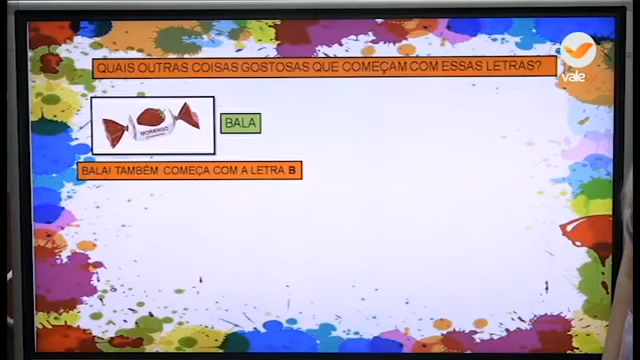 QUAIS OUTRAS COISAS GOSTOSAS QUE COMEÇAM COM ESSAS LETRAS?
vale
MORANGO
BALA
BALA! TAMBÉM COMEÇA COM A LETRA B